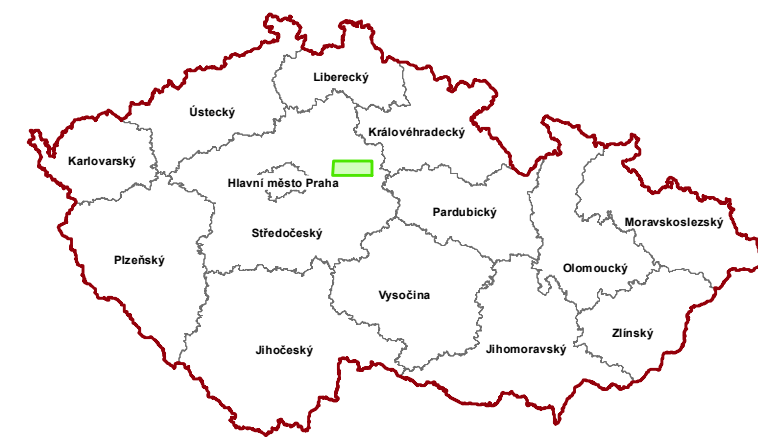 Liberecký
Ústecký
Královéhradecký
Karlovarský
Hlavní město Praha
Pardubický
Moravskoslezský
Středočeský
Plzeňský
Olomoucký
Vysočina
Zlínský
Jihočeský
Jihomoravský